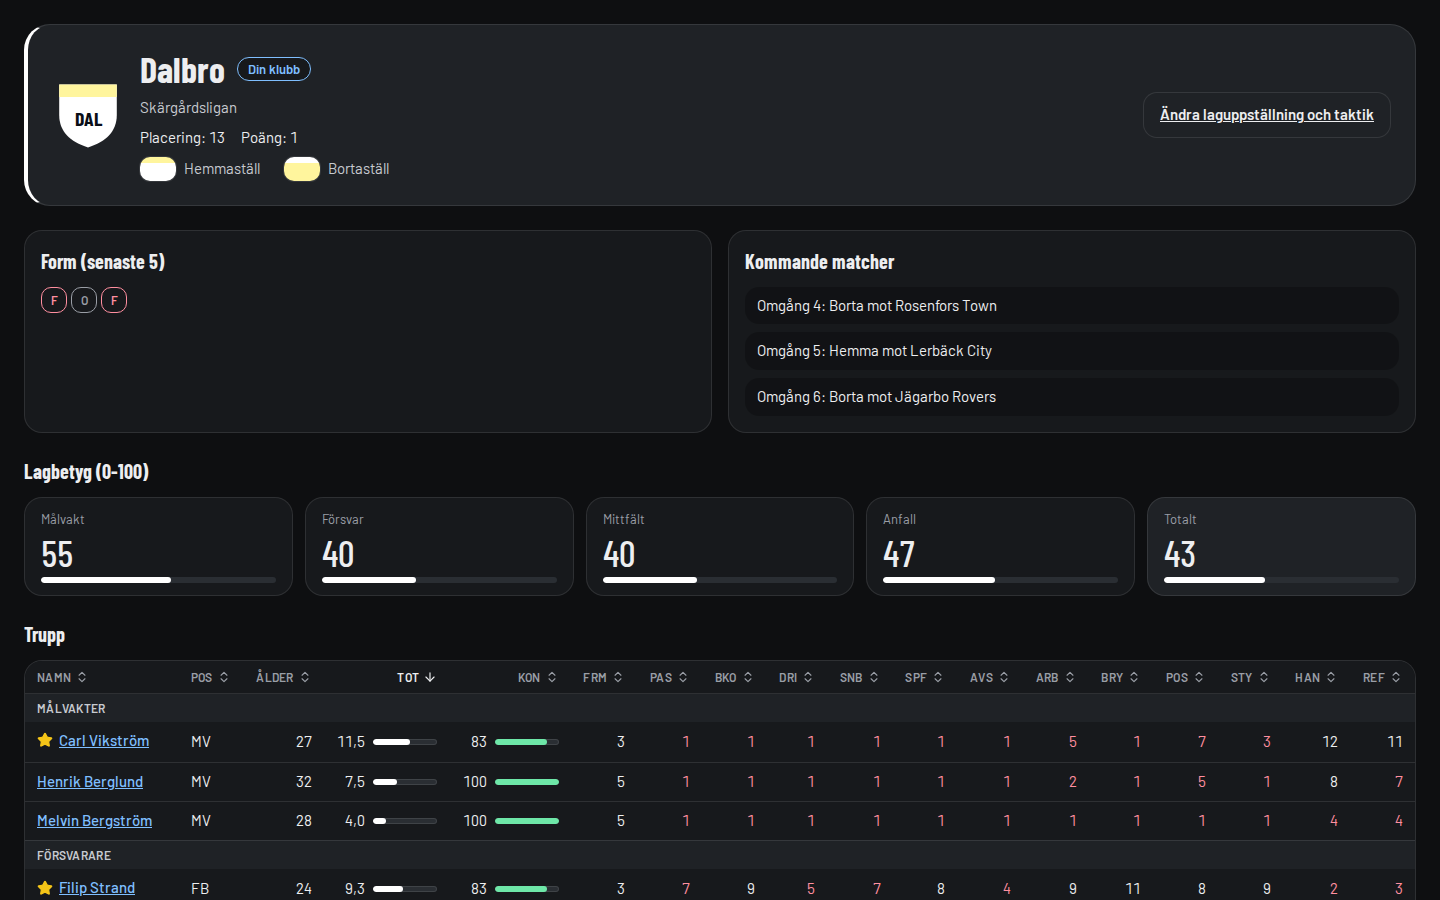 Dalbro Din klubb
DAL
Skärgårdsligan
Placering: 13 Poäng: 1
Hemmaställ Bortaställ
Ändra laguppställning och taktik
Form (senaste 5)
F O F
Kommande matcher
Omgång 4: Borta mot Rosenfors Town
Omgång 5: Hemma mot Lerbäck City
Omgång 6: Borta mot Jägarbo Rovers
Lagbetyg (0-100)
Målvakt
55
Försvar
40
Mittfält
40
Anfall
47
Totalt
43
Trupp
NAMN POS ÅLDER TOT KON FRM PAS BKO DRI SNB SPF AVS ARB BRY POS STY HAN REF
MÅLVAKTER
Carl Vikström MV 27 11,5 83 3 1 1 1 1 1 1 5 1 7 3 12 11
Henrik Berglund MV 32 7,5 100 5 1 1 1 1 1 1 2 1 5 1 8 7
Melvin Bergström MV 28 4,0 100 5 1 1 1 1 1 1 1 1 1 1 4 4
FÖRSVARARE
Filip Strand FB 24 9,3 83 3 7 9 5 7 8 4 9 11 8 9 2 3